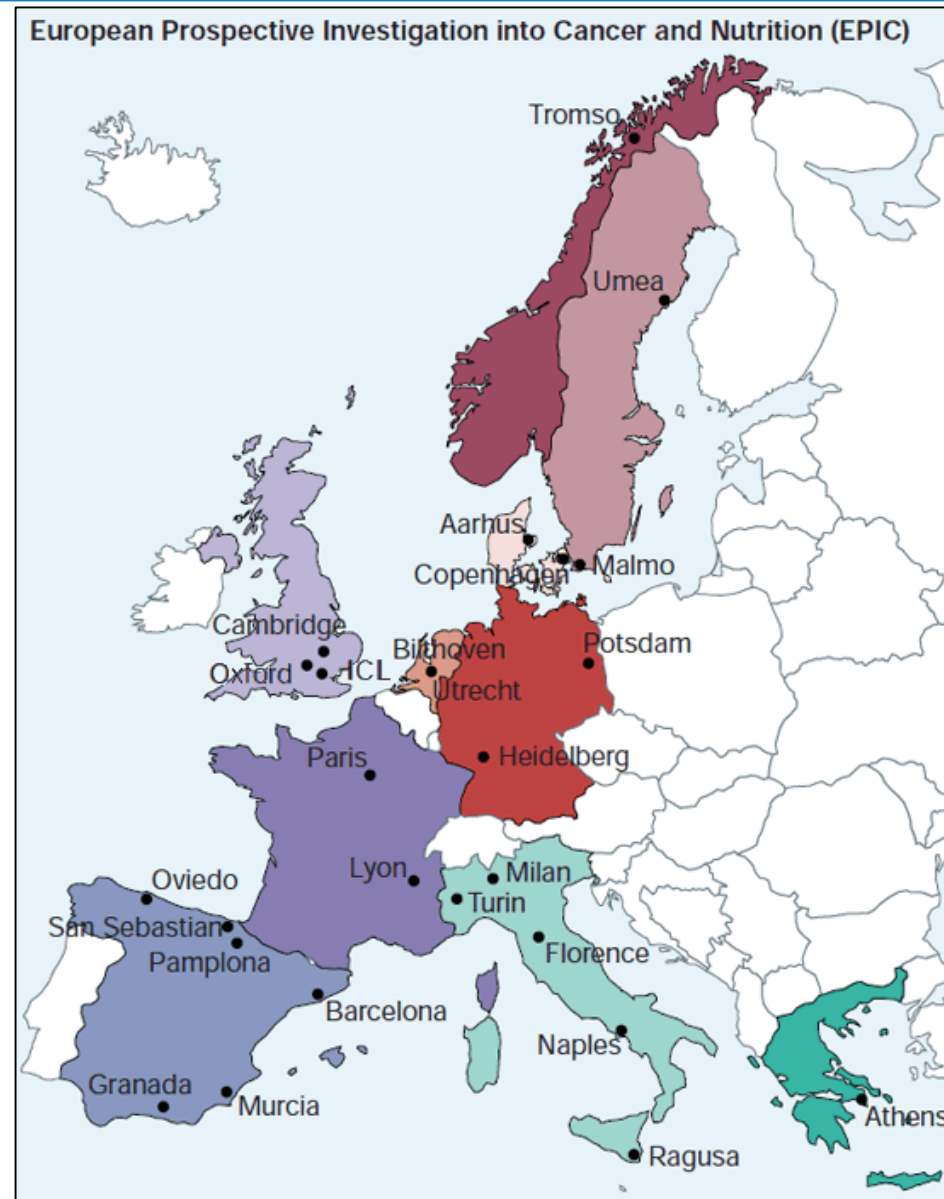 European Prospective Investigation into Cancer and Nutrition (EPIC)
Tromso
Umea
Aarhus
Copenhagen
Malmo
Cambridge
Oxford
ICL
Bilthoven
Utrecht
Potsdam
Paris
Heidelberg
Lyon
Milan
Turin
Oviedo
San Sebastian
Pamplona
Florence
Barcelona
Naples
Granada
Murcia
Athens
Ragusa